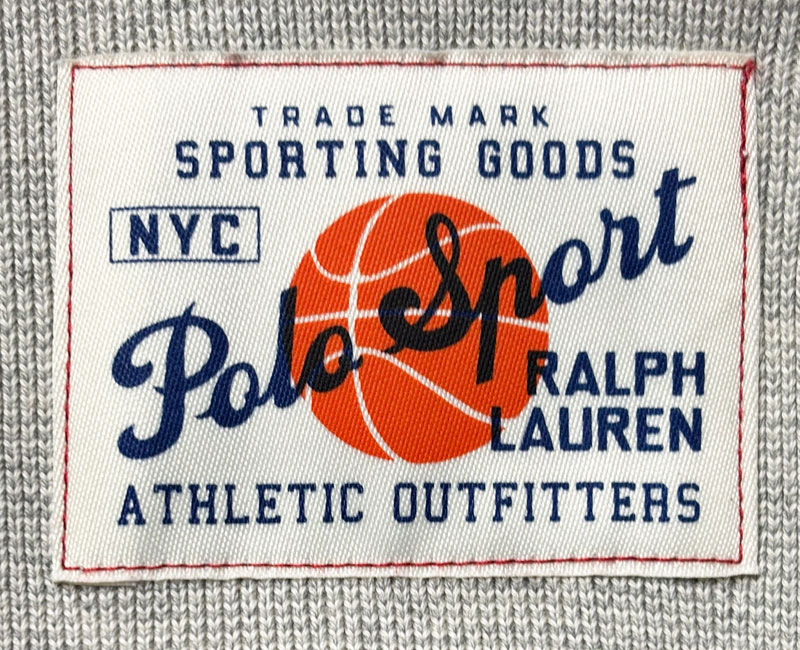 TRADE MARK
SPORTING GOODS
NYC
Polo Sport
RALPH
LAUREN
ATHLETIC OUTFITTERS